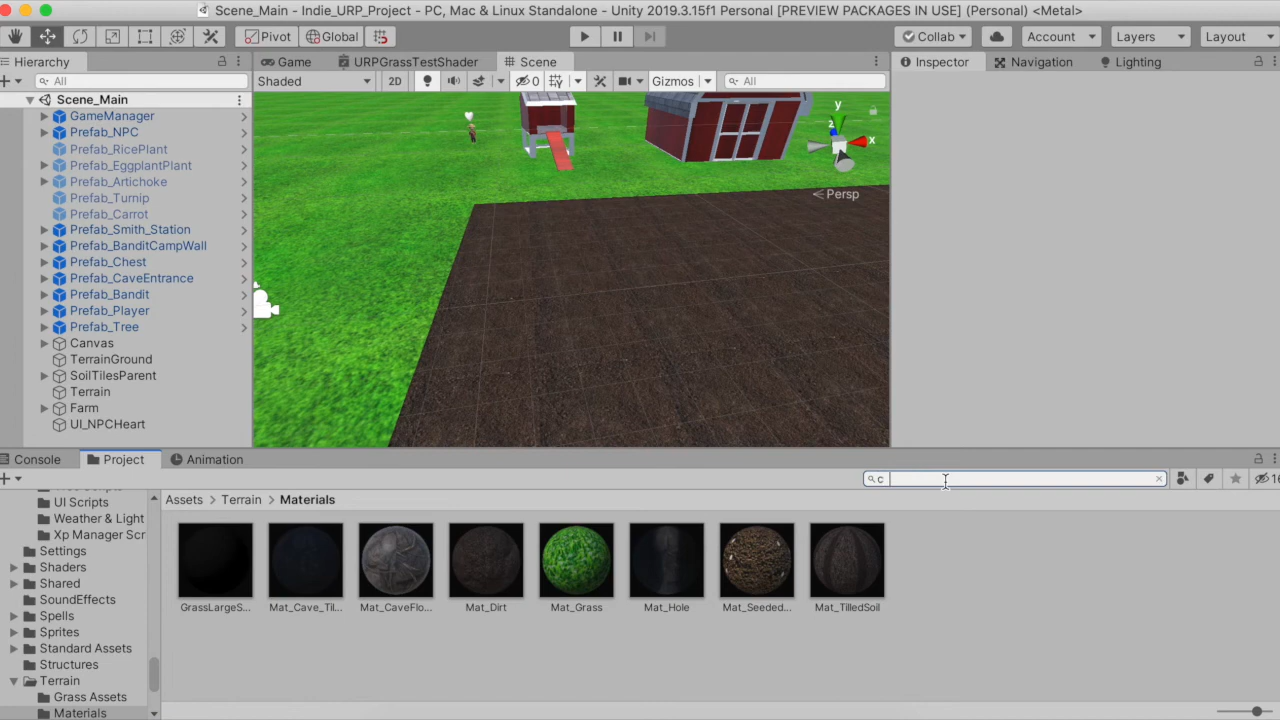 Scene_Main - Indie_URP_Project - PC, Mac & Linux Standalone - Unity 2019.3.15f1 Personal [PREVIEW PACKAGES IN USE] (Personal) <Metal>
Pivot Global Collab Account Layers Layout
Hierarchy Game URPGrassTestShader Scene Inspector Navigation Lighting
All Shaded 2D 0 Gizmos All
Scene_Main
GameManager
Prefab_NPC
Prefab_RicePlant
Prefab_EggplantPlant
Prefab_Artichoke
Prefab_Turnip
Prefab_Carrot
Prefab_Smith_Station
Prefab_BanditCampWall
Prefab_Chest
Prefab_CaveEntrance
Prefab_Bandit
Prefab_Player
Prefab_Tree
Canvas
TerrainGround
SoilTilesParent
Terrain
Farm
UI_NPCHeart
y
z
x
Persp
Console Project Animation
c
16
UI Scripts
Weather & Light
Xp Manager Scr
Settings
Shaders
Shared
SoundEffects
Spells
Sprites
Standard Assets
Structures
Terrain
Grass Assets
Materials
Assets Terrain Materials
GrassLargeS... Mat_Cave_Til... Mat_CaveFlo... Mat_Dirt Mat_Grass Mat_Hole Mat_Seeded... Mat_TilledSoil